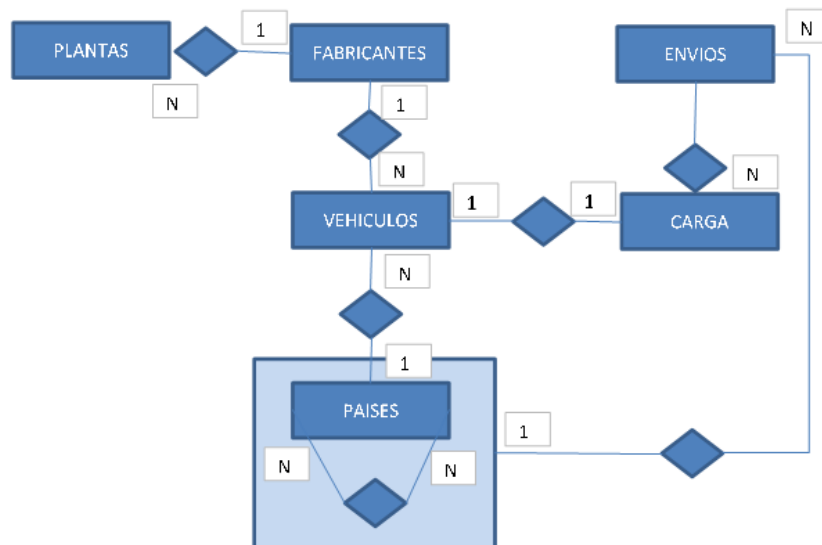 PLANTAS
1
FABRICANTES
ENVIOS
N
N
1
N
N
VEHICULOS
1
1
CARGA
N
1
PAISES
1
N
N